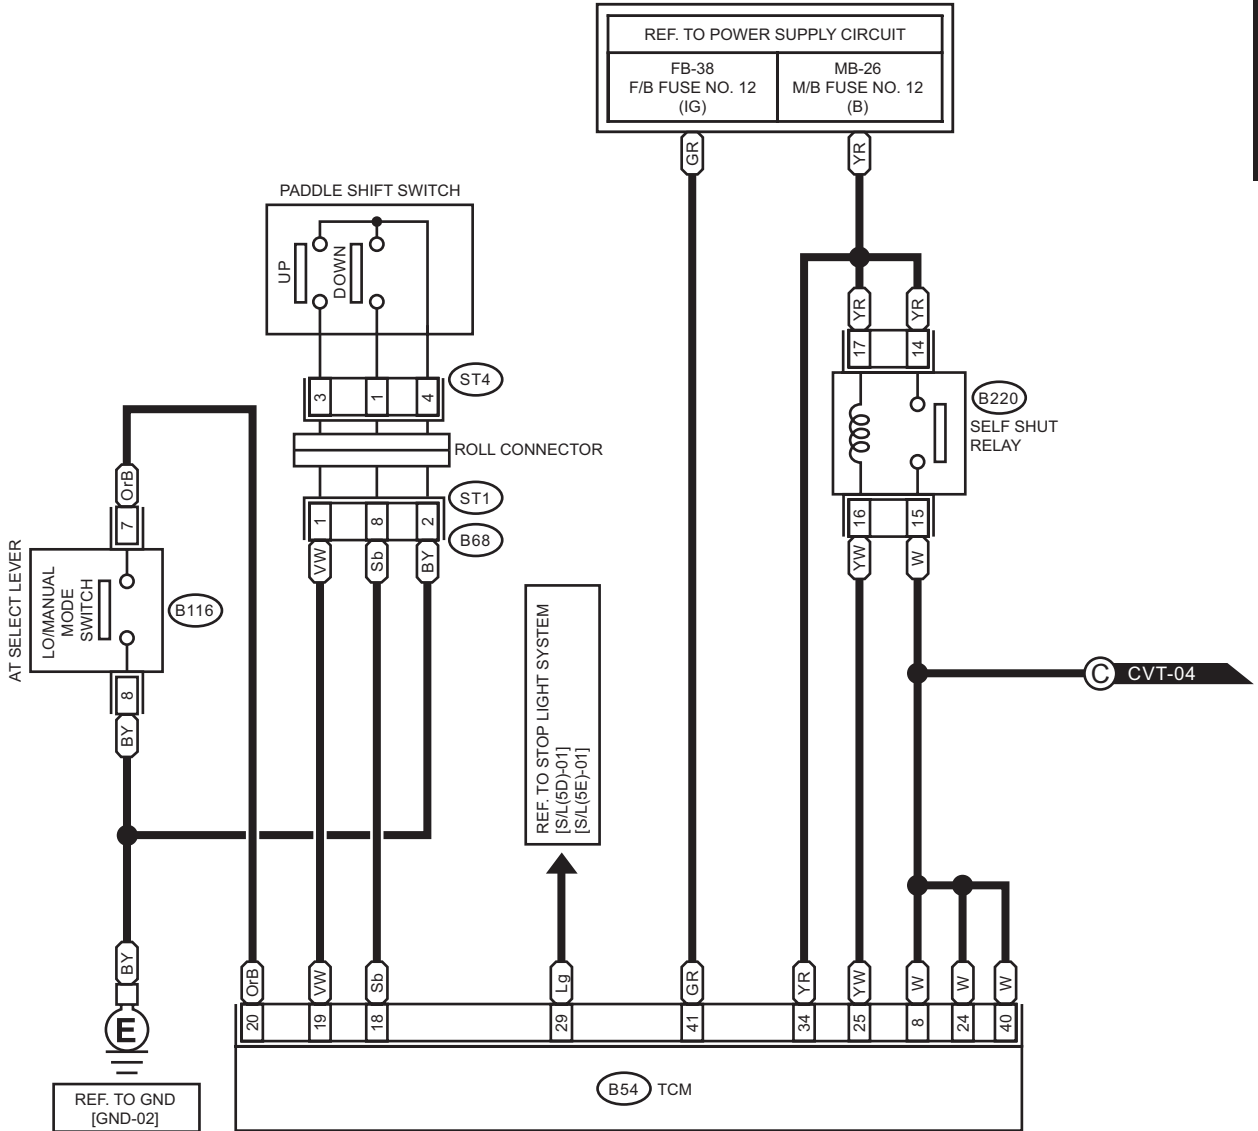 REF. TO POWER SUPPLY CIRCUIT
FB-38
F/B FUSE NO. 12
(IG)
MB-26
M/B FUSE NO. 12
(B)
GR
YR
PADDLE SHIFT SWITCH
UP
DOWN
YR
YR
17
14
3
1
4
ST4
B220
SELF SHUT
RELAY
ROLL CONNECTOR
OrB
7
ST1
1
8
2
B68
16
15
VW
Sb
BY
YW
W
AT SELECT LEVER
LO/MANUAL
MODE
SWITCH
B116
8
BY
REF. TO STOP LIGHT SYSTEM
[S/L(5D)-01]
[S/L(5E)-01]
C
CVT-04
BY
OrB
VW
Sb
Lg
GR
YR
YW
W
W
W
20
19
18
29
41
34
25
8
24
40
E
B54
TCM
REF. TO GND
[GND-02]